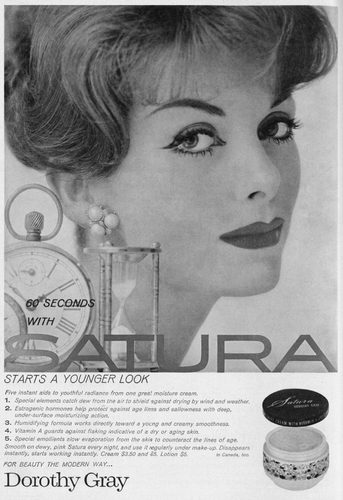 60 SECONDS
WITH
SATURA
STARTS A YOUNGER LOOK
Five instant aids to youthful radiance from one great moisture cream.
1. Special elements catch dew from the air to shield against drying by wind and weather.
2. Estrogenic hormones help protect against age lines and sallowness with deep,
under-surface moisturizing action.
3. Humidifying formula works directly toward a young and creamy smoothness.
4. Vitamin A guards against flaking indicative of a dry or aging skin.
5. Special emollients slow evaporation from the skin to counteract the lines of age.
Smooth on dewy, pink Satura every night, and use it regularly under make-up. Disappears
instantly, starts working instantly. Cream $3.50 and $5. Lotion $5.
in Canada, too.
FOR BEAUTY THE MODERN WAY...
Dorothy Gray
Satura
DOROTHY GRAY